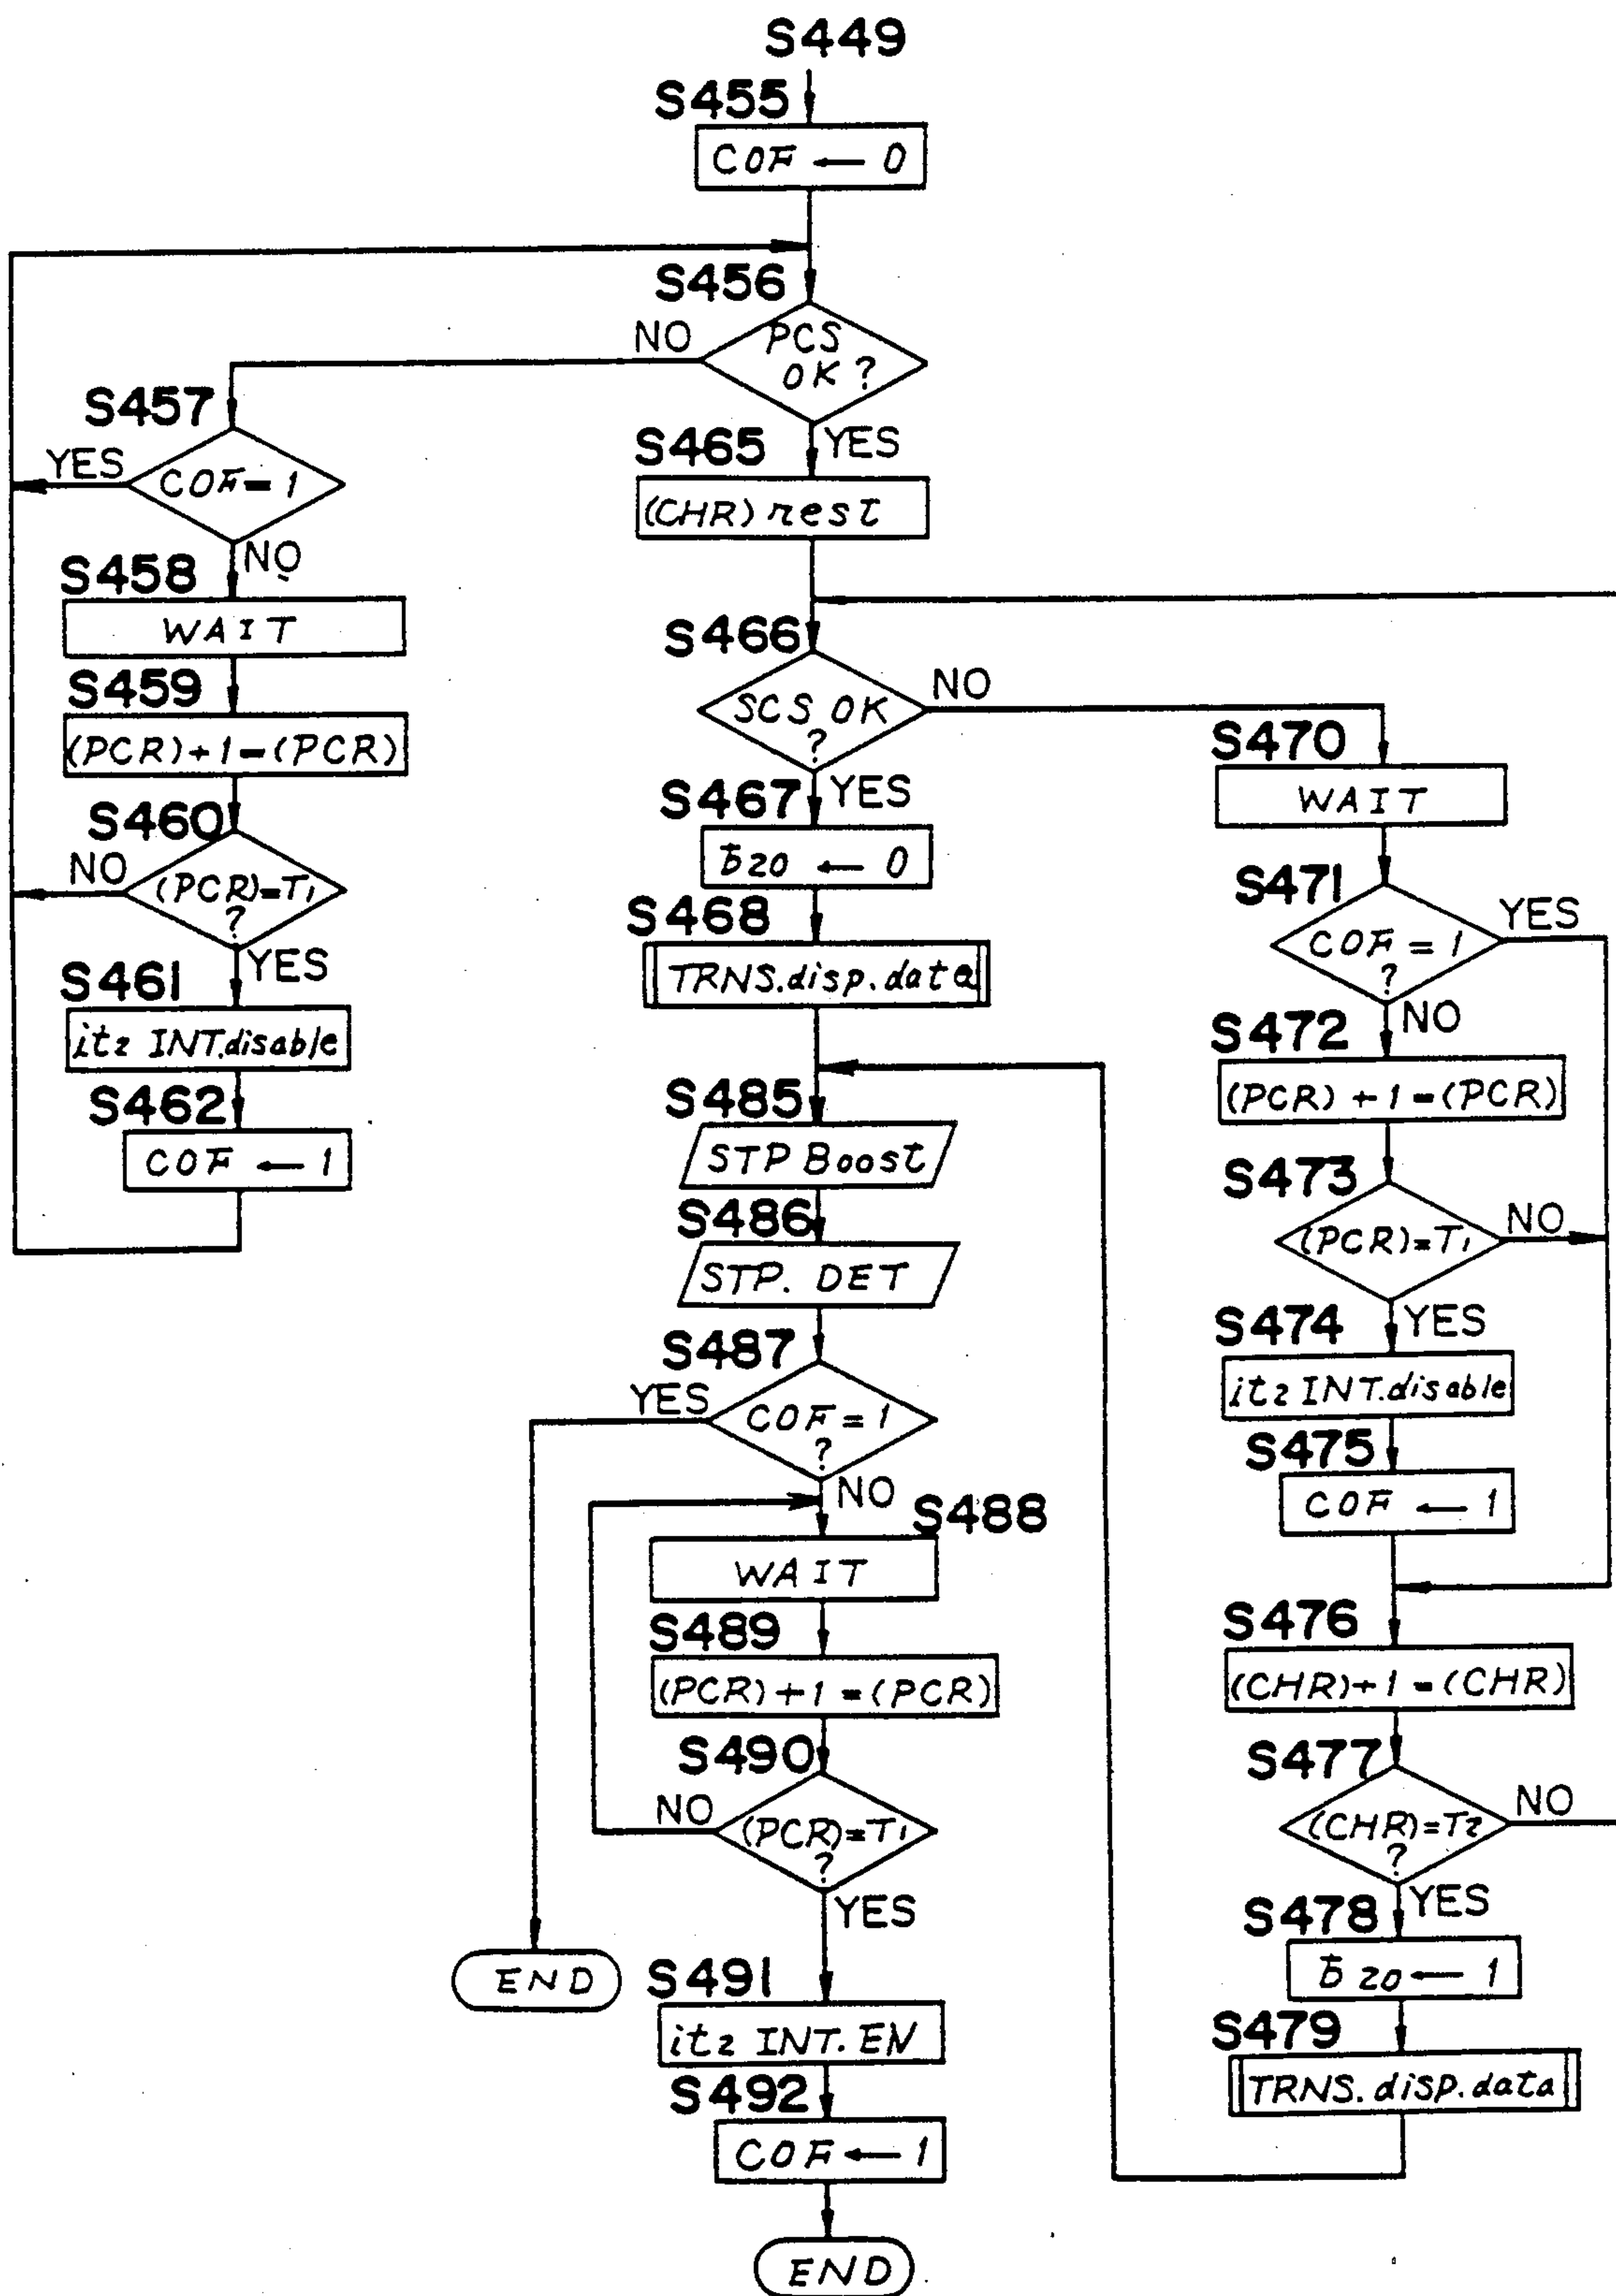 S449
S455
COF ← 0
S456
PCS
OK ?
NO
YES
S457
COF = 1
YES
NO
S458
WAIT
S459
(PCR) + 1 - (PCR)
S460
(PCR) = T1
?
NO
YES
S461
it2 INT.disable
S462
COF ← 1
S465
(CHR) rest
S466
SCS OK
?
NO
YES
S467
b20 ← 0
S468
TRNS.disp.data
S485
STP Boost
S486
STP. DET
S487
COF = 1
?
YES
NO
S488
WAIT
S489
(PCR) + 1 = (PCR)
S490
(PCR) = T1
?
NO
YES
END
S491
it2 INT. EN
S492
COF ← 1
END
S470
WAIT
S471
COF = 1
?
YES
NO
S472
(PCR) + 1 - (PCR)
S473
(PCR) = T1
NO
YES
S474
it2 INT.disable
S475
COF ← 1
S476
(CHR) + 1 - (CHR)
S477
(CHR) = T2
?
NO
YES
S478
b20 ← 1
S479
TRNS.disp.data